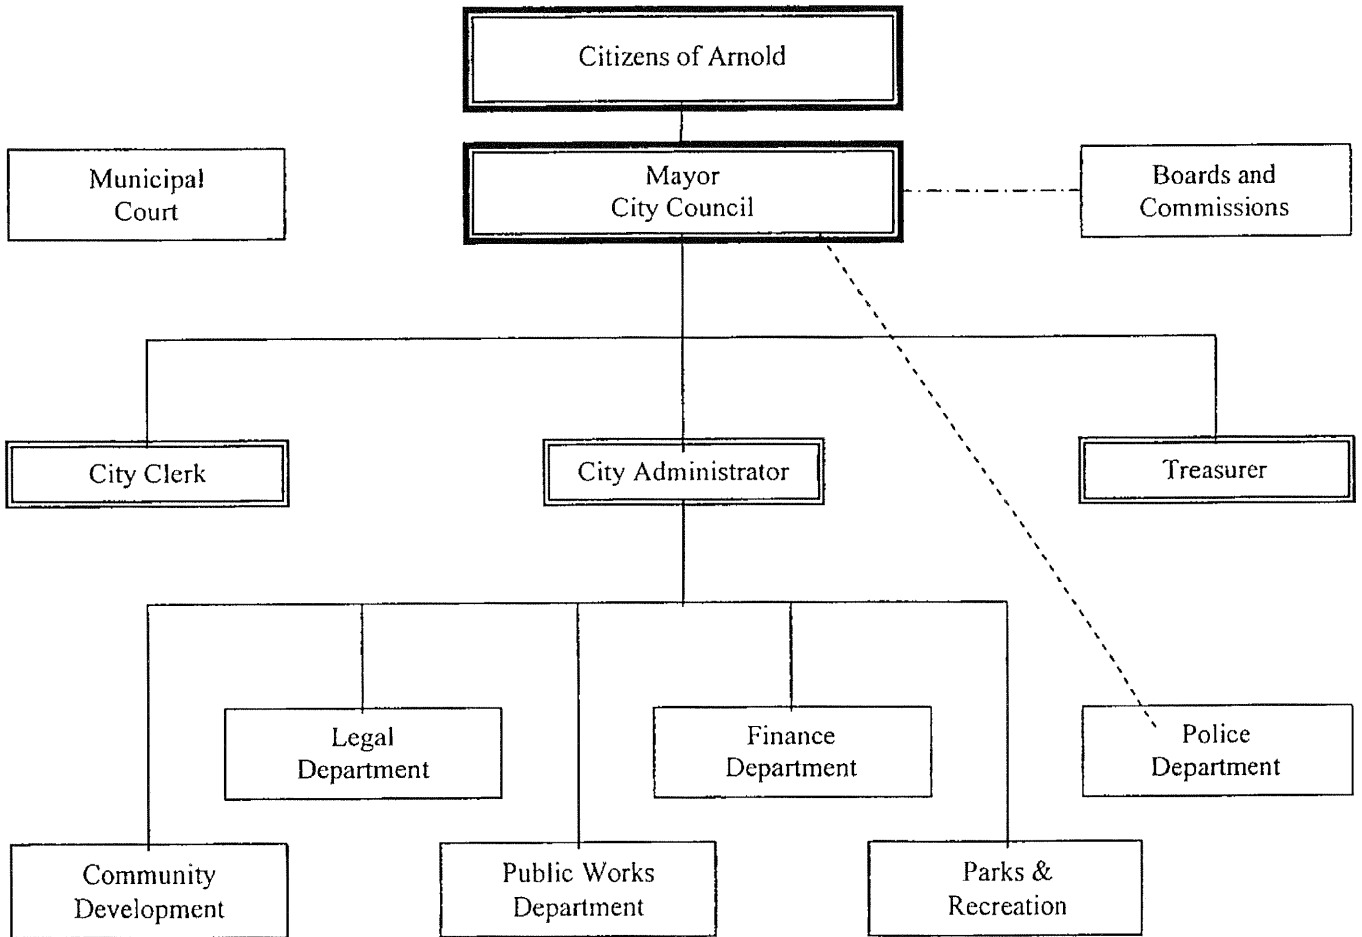 Citizens of Arnold
Municipal
Court
Mayor
City Council
Boards and
Commissions
City Clerk
City Administrator
Treasurer
Legal
Department
Finance
Department
Police
Department
Community
Development
Public Works
Department
Parks &
Recreation